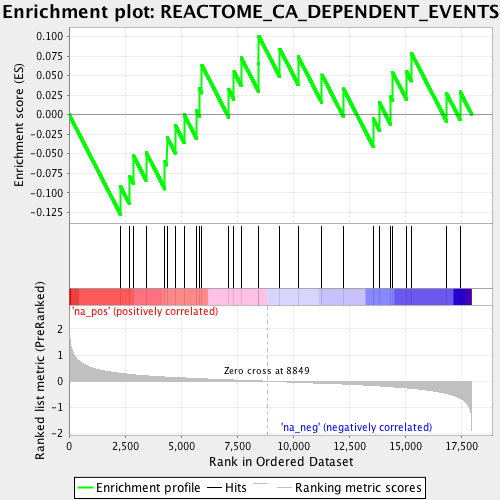 Enrichment plot: REACTOME_CA_DEPENDENT_EVENTS
Enrichment score (ES)
0.100
0.075
0.050
0.025
0.000
-0.025
-0.050
-0.075
-0.100
-0.125
'na_pos' (positively correlated)
Ranked list metric (PreRanked)
2
1
0
-1
-2
Zero cross at 8849
'na_neg' (negatively correlated)
0
2,500
5,000
7,500
10,000
12,500
15,000
17,500
Rank in Ordered Dataset
Enrichment profile
Hits
Ranking metric scores